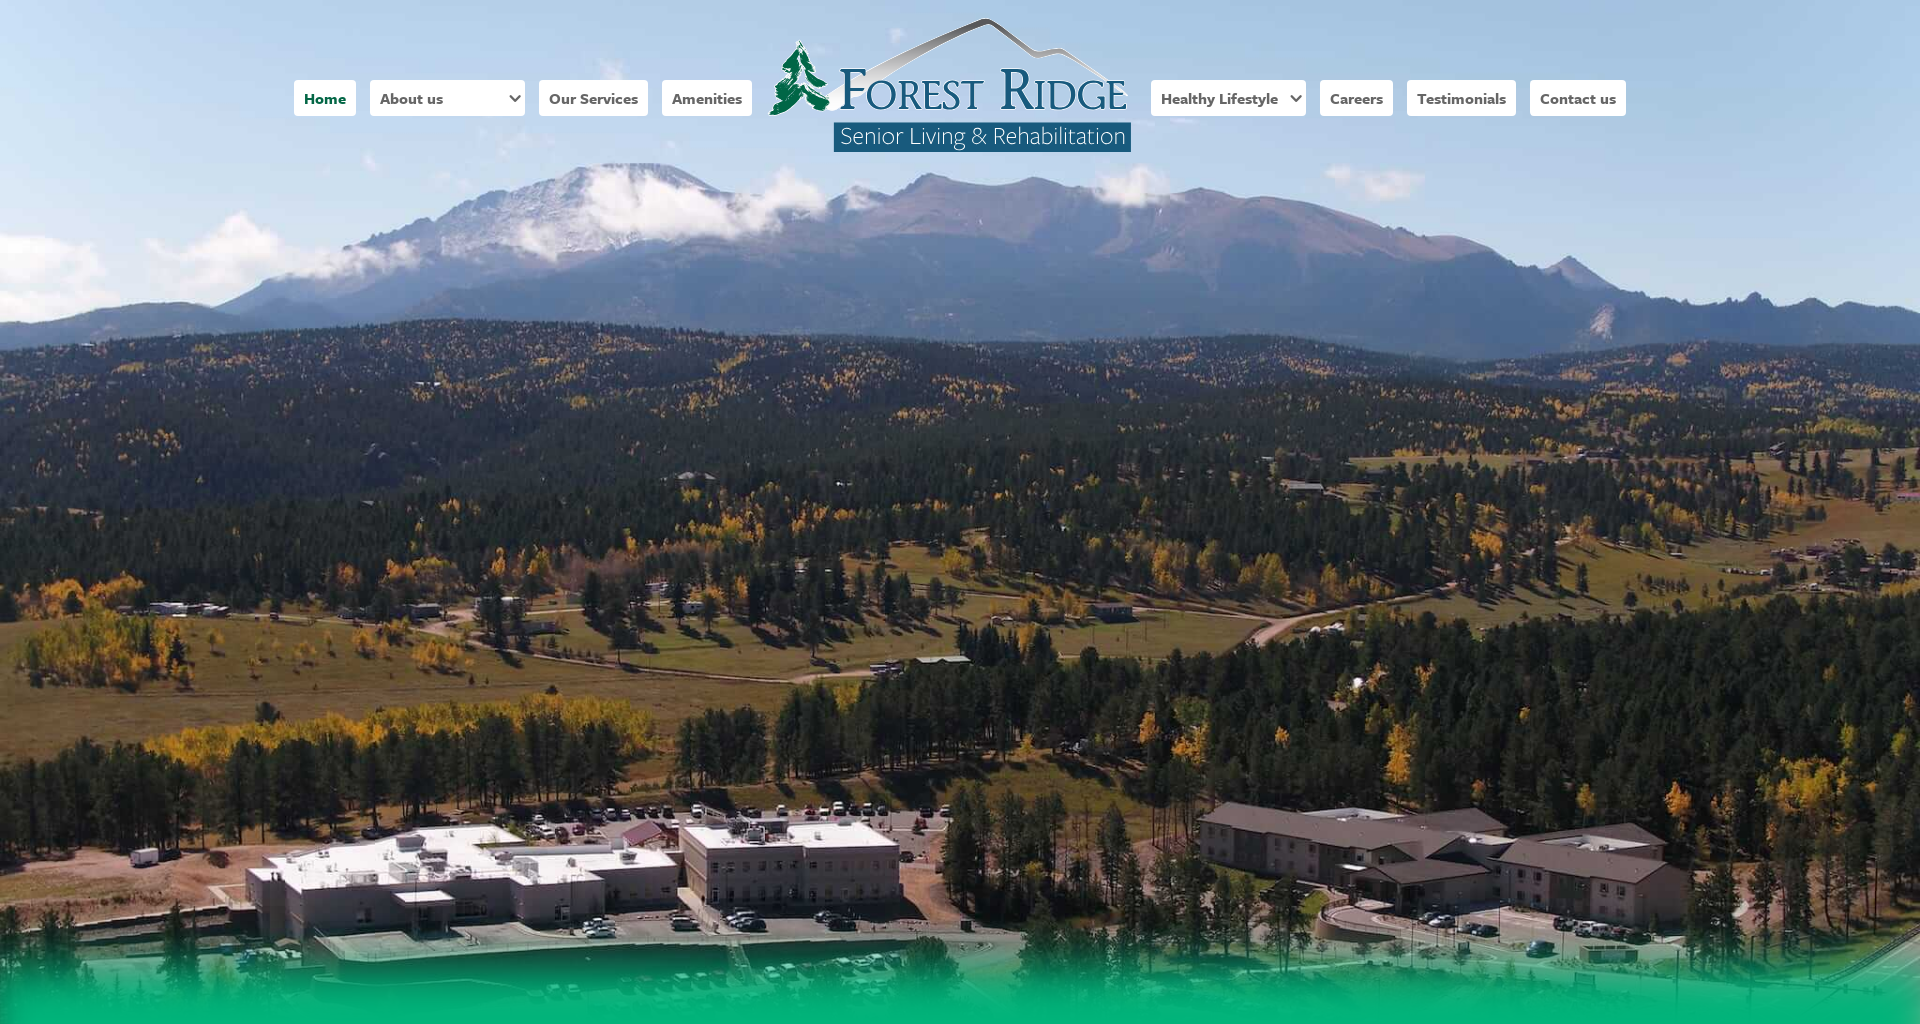 Home
About us
Our Services
Amenities
FOREST RIDGE
Senior Living & Rehabilitation
Healthy Lifestyle
Careers
Testimonials
Contact us